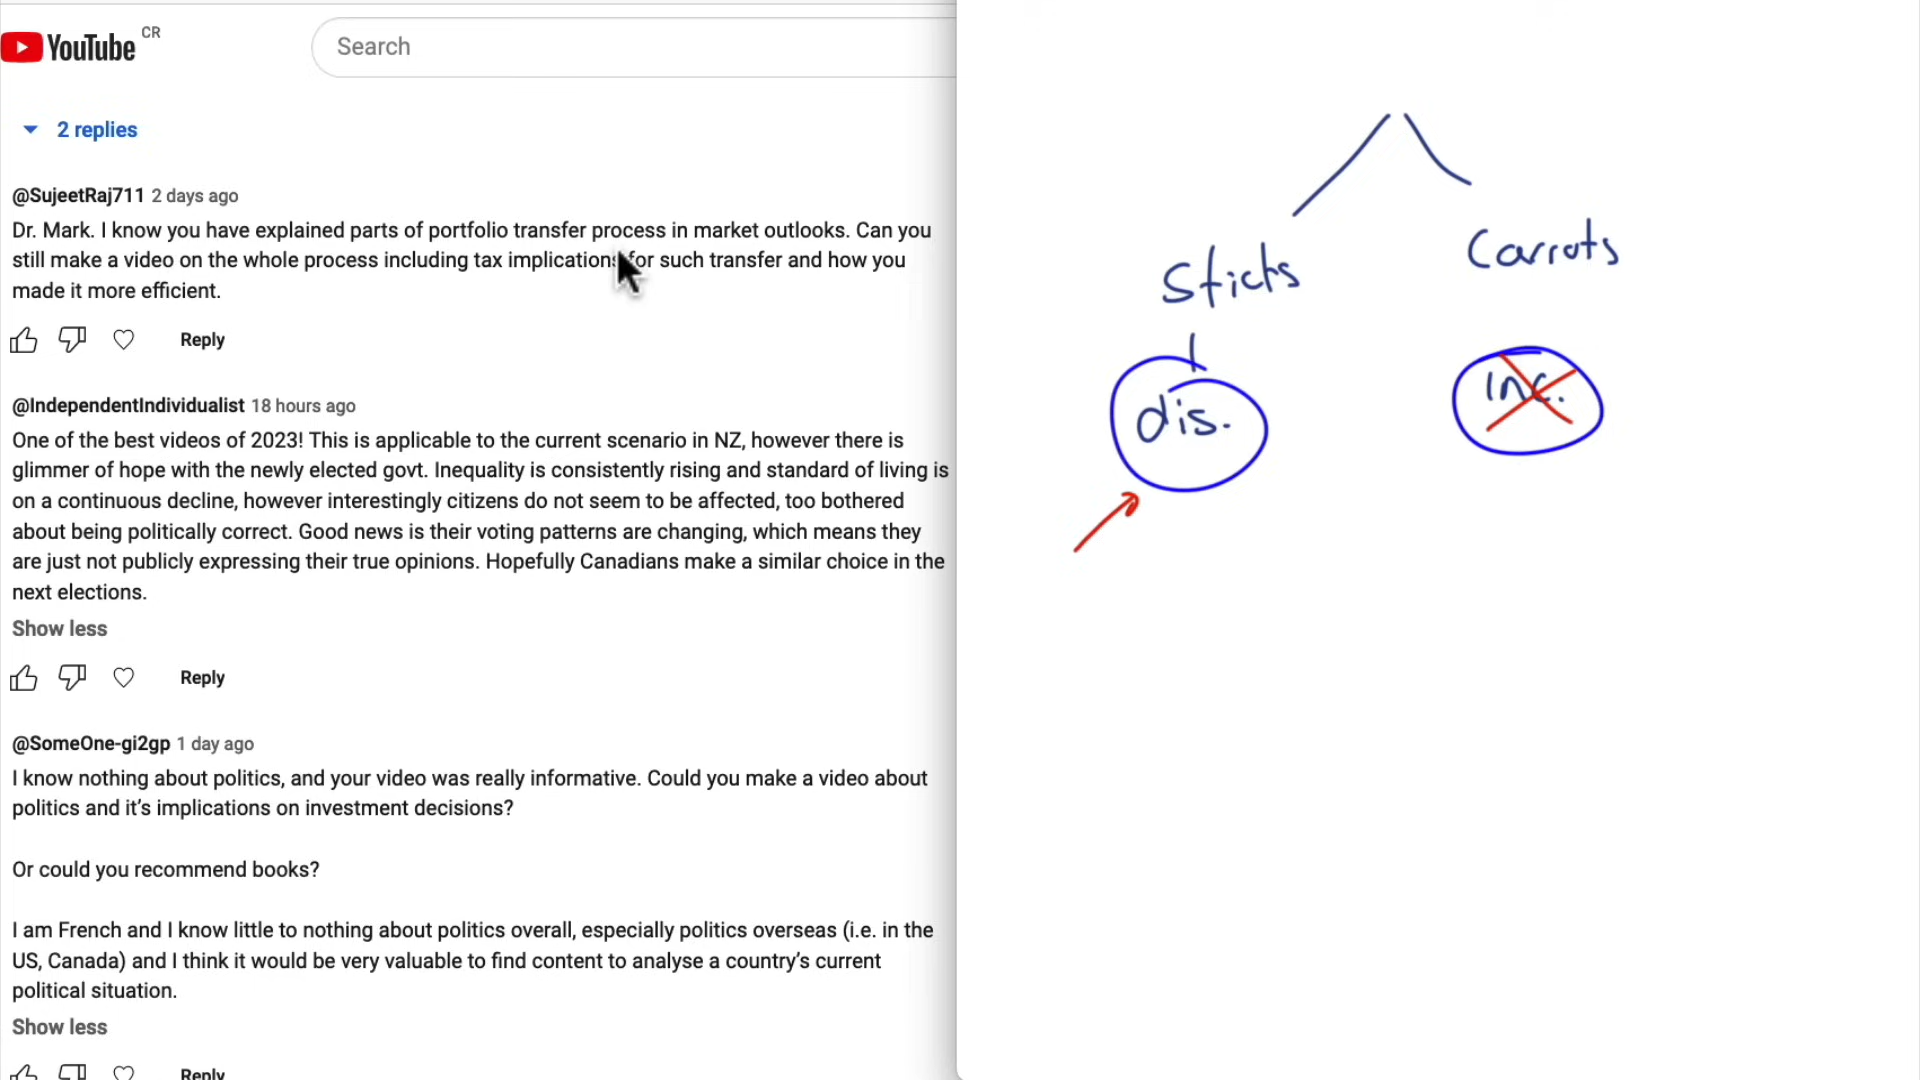 YouTube CR
Search
2 replies
@SujeetRaj711 2 days ago
Dr. Mark. I know you have explained parts of portfolio transfer process in market outlooks. Can you
still make a video on the whole process including tax implications for such transfer and how you
made it more efficient.
Reply
@IndependentIndividualist 18 hours ago
One of the best videos of 2023! This is applicable to the current scenario in NZ, however there is
glimmer of hope with the newly elected govt. Inequality is consistently rising and standard of living is
on a continuous decline, however interestingly citizens do not seem to be affected, too bothered
about being politically correct. Good news is their voting patterns are changing, which means they
are just not publicly expressing their true opinions. Hopefully Canadians make a similar choice in the
next elections.
Show less
Reply
@SomeOne-gi2gp 1 day ago
I know nothing about politics, and your video was really informative. Could you make a video about
politics and it's implications on investment decisions?
Or could you recommend books?
I am French and I know little to nothing about politics overall, especially politics overseas (i.e. in the
US, Canada) and I think it would be very valuable to find content to analyse a country's current
political situation.
Show less
Reply
Sticks
Carrots
dis.
inc.